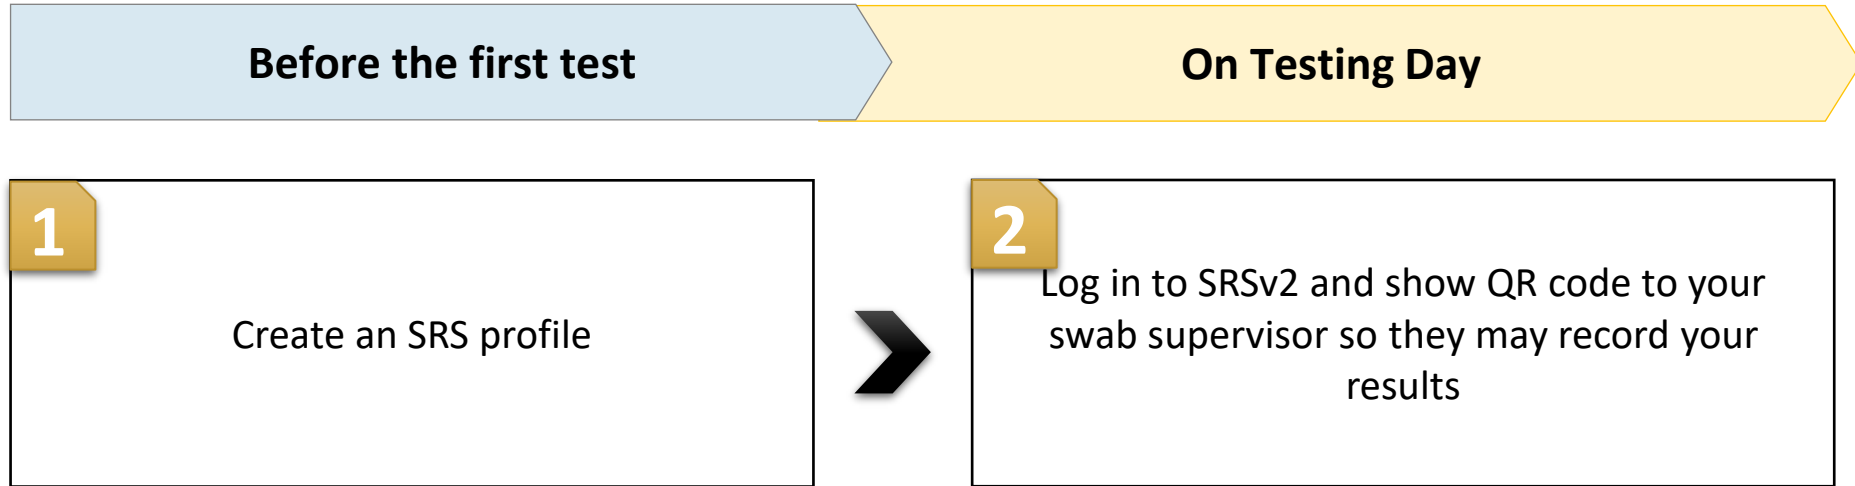 Before the first test
On Testing Day
1
Create an SRS profile
2
Log in to SRSv2 and show QR code to your
swab supervisor so they may record your
results